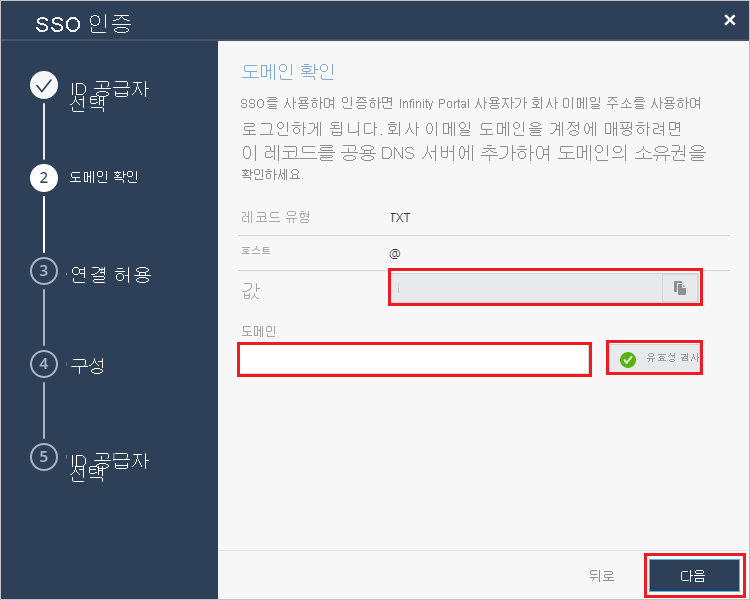 SSO 인증
ID 공급자
선택
2
도메인 확인
3
연결 허용
4
구성
5
ID 공급자
선택
도메인 확인
SSO를 사용하여 인증하면 Infinity Portal 사용자가 회사 이메일 주소를 사용하여
로그인하게 됩니다. 회사 이메일 도메인을 계정에 매핑하려면
이 레코드를 공용 DNS 서버에 추가하여 도메인의 소유권을
확인하세요.
레코드 유형 TXT
호스트 @
값
도메인
유효성 검사
뒤로
다음